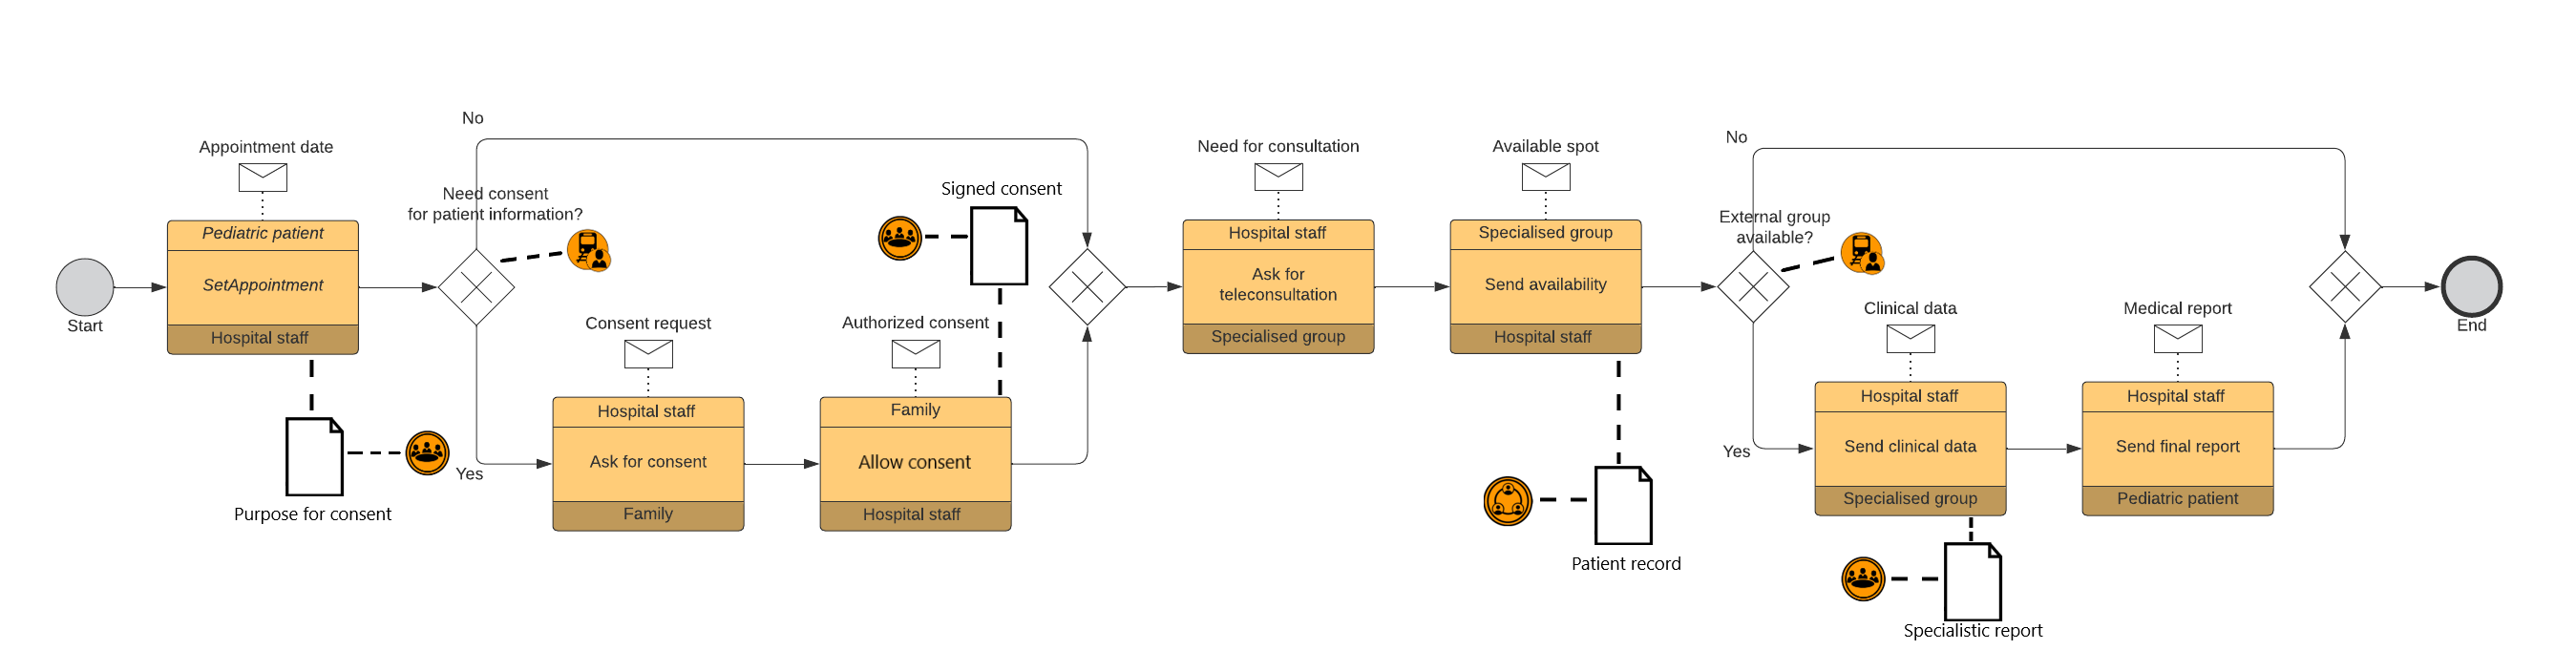 Start
Appointment date
Pediatric patient
SetAppointment
Hospital staff
Purpose for consent
No
Need consent
for patient information?
Yes
Consent request
Hospital staff
Ask for consent
Family
Signed consent
Authorized consent
Family
Allow consent
Hospital staff
Need for consultation
Hospital staff
Ask for
teleconsultation
Specialised group
Available spot
Specialised group
Send availability
Hospital staff
Patient record
No
External group
available?
Yes
Clinical data
Hospital staff
Send clinical data
Specialised group
Specialistic report
Medical report
Hospital staff
Send final report
Pediatric patient
End